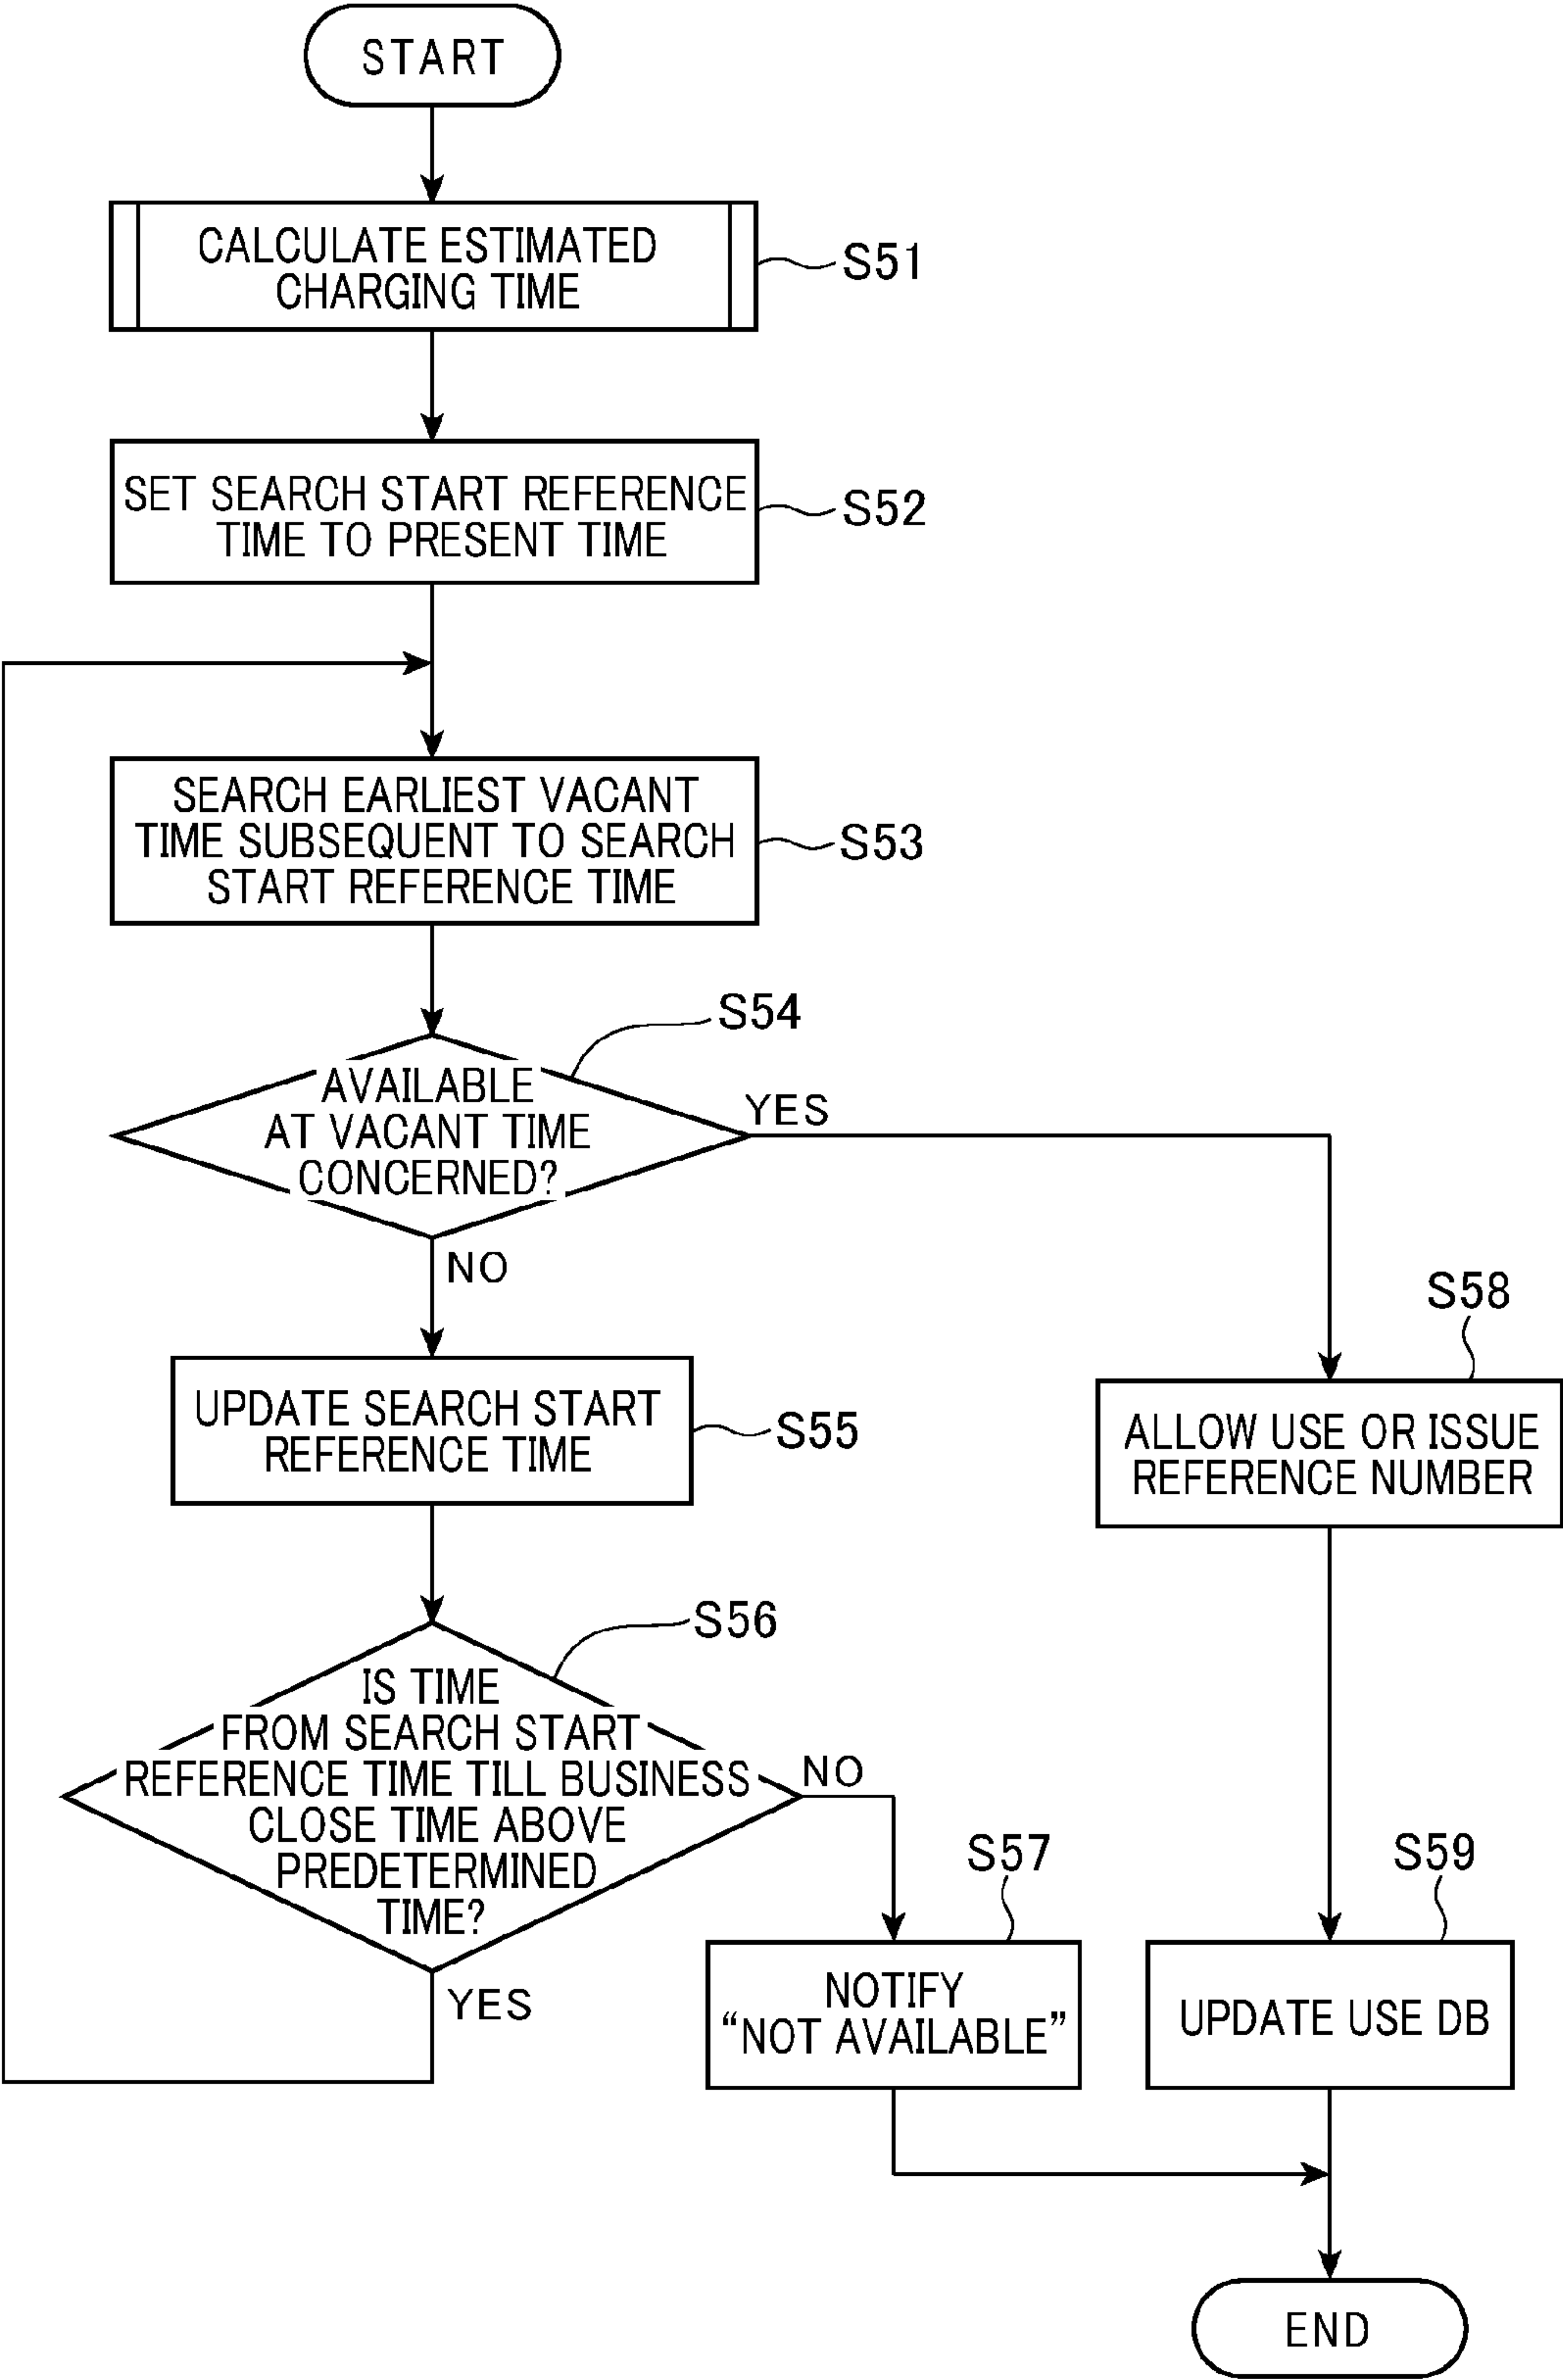 START
CALCULATE ESTIMATED
CHARGING TIME
S51
SET SEARCH START REFERENCE
TIME TO PRESENT TIME
S52
SEARCH EARLIEST VACANT
TIME SUBSEQUENT TO SEARCH
START REFERENCE TIME
S53
S54
AVAILABLE
AT VACANT TIME
CONCERNED?
YES
NO
UPDATE SEARCH START
REFERENCE TIME
S55
S56
IS TIME
FROM SEARCH START
REFERENCE TIME TILL BUSINESS
CLOSE TIME ABOVE
PREDETERMINED
TIME?
NO
YES
S57
NOTIFY
“NOT AVAILABLE”
S58
ALLOW USE OR ISSUE
REFERENCE NUMBER
S59
UPDATE USE DB
END